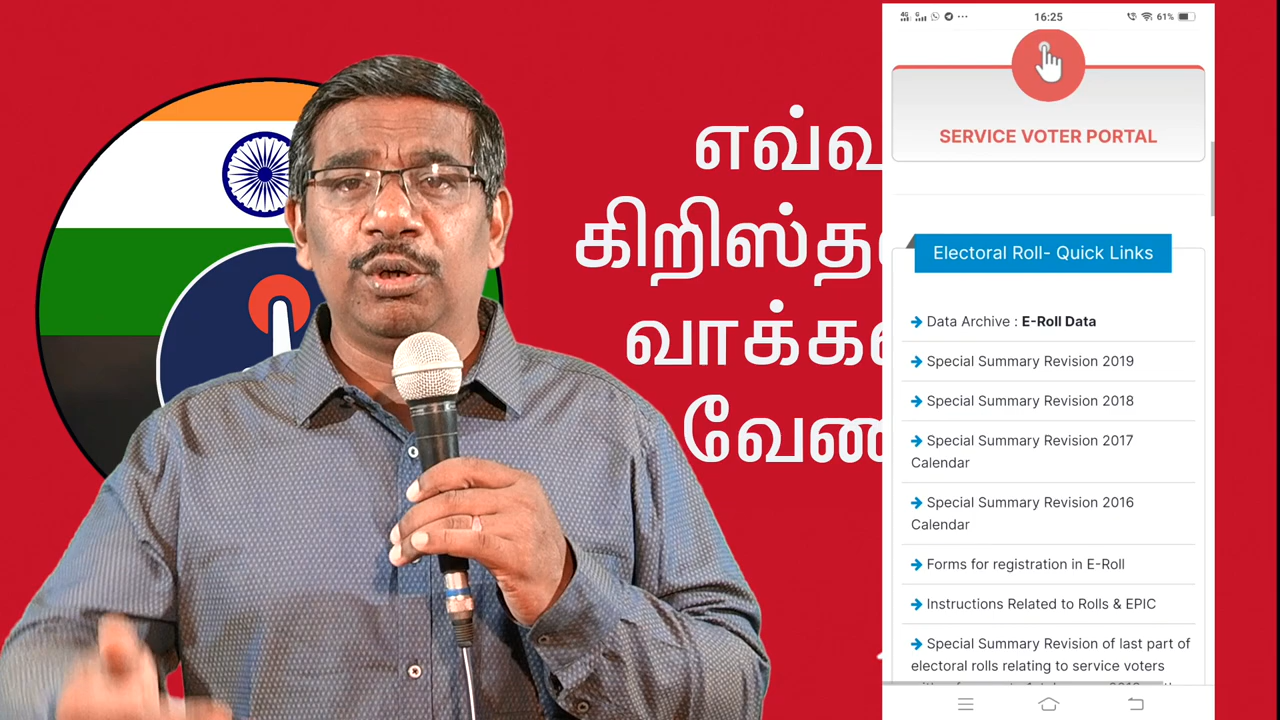 எவ்வ
கிறிஸ்த
வாக்க
வேண
4G
G
16:25
61%
SERVICE VOTER PORTAL
Electoral Roll- Quick Links
Data Archive : E-Roll Data
Special Summary Revision 2019
Special Summary Revision 2018
Special Summary Revision 2017
Calendar
Special Summary Revision 2016
Calendar
Forms for registration in E-Roll
Instructions Related to Rolls & EPIC
Special Summary Revision of last part of
electoral rolls relating to service voters